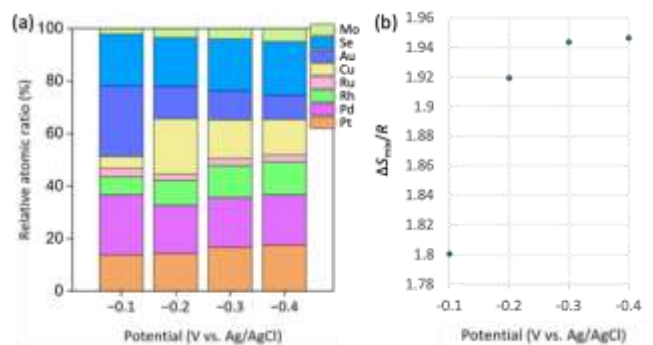 (a)
100
80
60
40
20
0
Relative atomic ratio (%)
−0.1 −0.2 −0.3 −0.4
Potential (V vs. Ag/AgCl)
Mo
Se
Au
Cu
Ru
Rh
Pd
Pt
(b)
1.96
1.94
1.92
1.9
1.88
1.86
1.84
1.82
1.8
1.78
ΔSmix/R
-0.1 -0.2 -0.3 -0.4
Potential (V vs. Ag/AgCl)